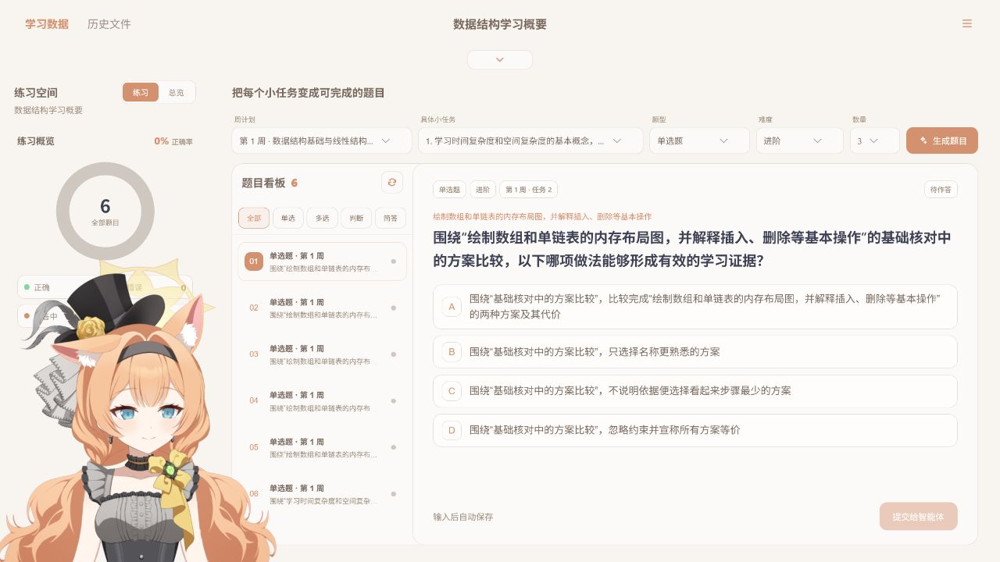 学习数据
历史文件
数据结构学习概要
练习空间
练习
总览
数据结构学习概要
练习概览
0% 正确率
6
全部题目
正确
错误
0
答中
把每个小任务变成可完成的题目
周计划
具体小任务
题型
难度
数量
第 1 周 · 数据结构基础与线性结构...
1. 学习时间复杂度和空间复杂度的基本概念，...
单选题
进阶
3
生成题目
题目看板 6
全部
单选
多选
判断
简答
01
单选题 · 第 1 周
围绕“绘制数组和单链表的内存布...
02
单选题 · 第 1 周
围绕“绘制数组和单链表的内存布...
03
单选题 · 第 1 周
围绕“绘制数组和单链表的内存布
04
单选题 · 第 1 周
围绕“绘制数组和单链表的内存布
05
单选题 · 第 1 周
围绕“绘制数组和单链表的内存布...
06
单选题 · 第 1 周
围绕“学习时间复杂度和空间复杂...
单选题
进阶
第 1 周 · 任务 2
待作答
绘制数组和单链表的内存布局图，并解释插入、删除等基本操作
围绕“绘制数组和单链表的内存布局图，并解释插入、删除等基本操作”的基础核对中
的方案比较，以下哪项做法能够形成有效的学习证据？
A
围绕“基础核对中的方案比较”，比较完成“绘制数组和单链表的内存布局图，并解释插入、删除等基本操作”
的两种方案及其代价
B
围绕“基础核对中的方案比较”，只选择名称更熟悉的方案
C
围绕“基础核对中的方案比较”，不说明依据便选择看起来步骤最少的方案
D
围绕“基础核对中的方案比较”，忽略约束并宣称所有方案等价
输入后自动保存
提交给智能体